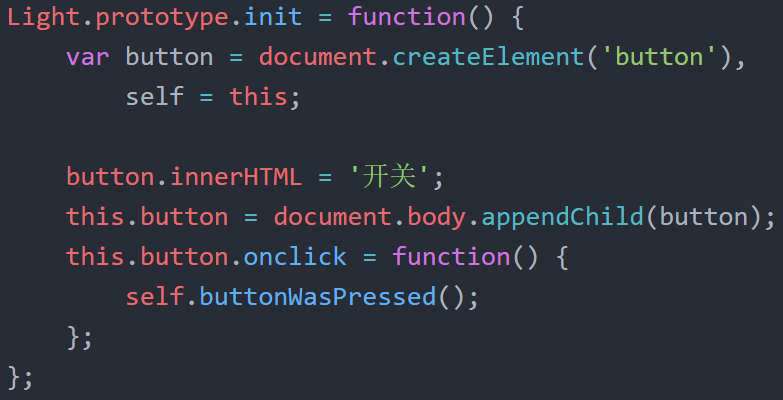 Light.prototype.init = function() {
    var button = document.createElement('button'),
        self = this;

    button.innerHTML = '开关';
    this.button = document.body.appendChild(button);
    this.button.onclick = function() {
        self.buttonWasPressed();
    };
};